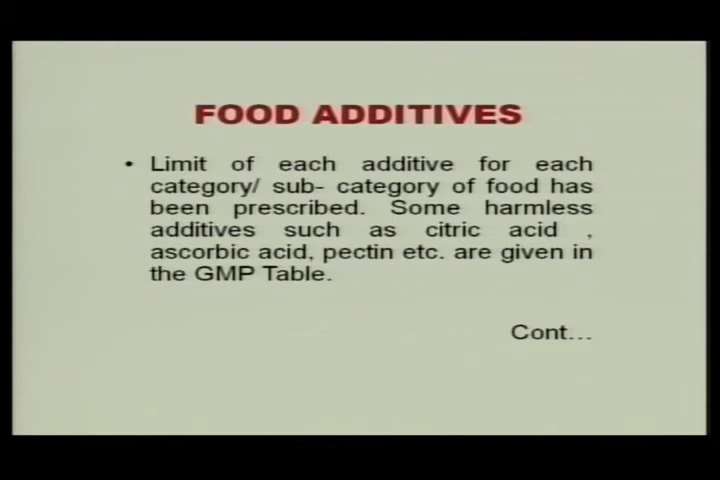 FOOD ADDITIVES
• Limit of each additive for each
category/ sub- category of food has
been prescribed. Some harmless
additives such as citric acid ,
ascorbic acid, pectin etc. are given in
the GMP Table.
Cont...